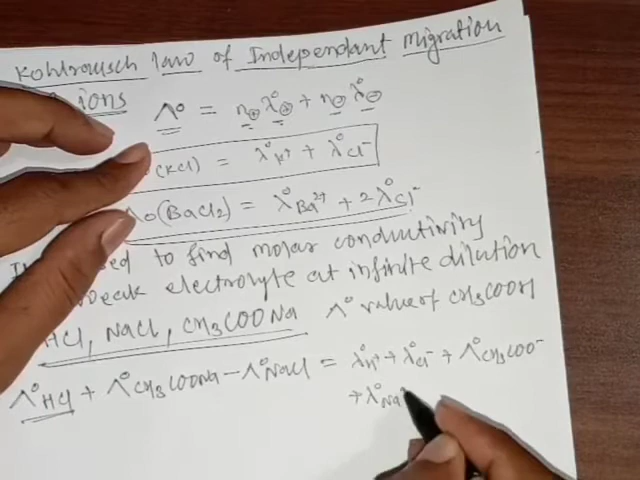 Kohlrausch law of Independant migration
ions
Λ° = n⊕ λ°⊕ + n⊖ λ°⊖
(KCl) = λ°K+ + λ°Cl-
Λo(BaCl2) = λ°Ba2+ + 2λ°Cl-
to find molar conductivity
weak electrolyte at infinite dilution
HCl, NaCl, CH3COONa Λ° value of CH3COOH
Λ°HCl + Λ°CH3COONa - Λ°NaCl = λ°H+ + λ°Cl- + Λ°CH3COO-
+ λ°Na